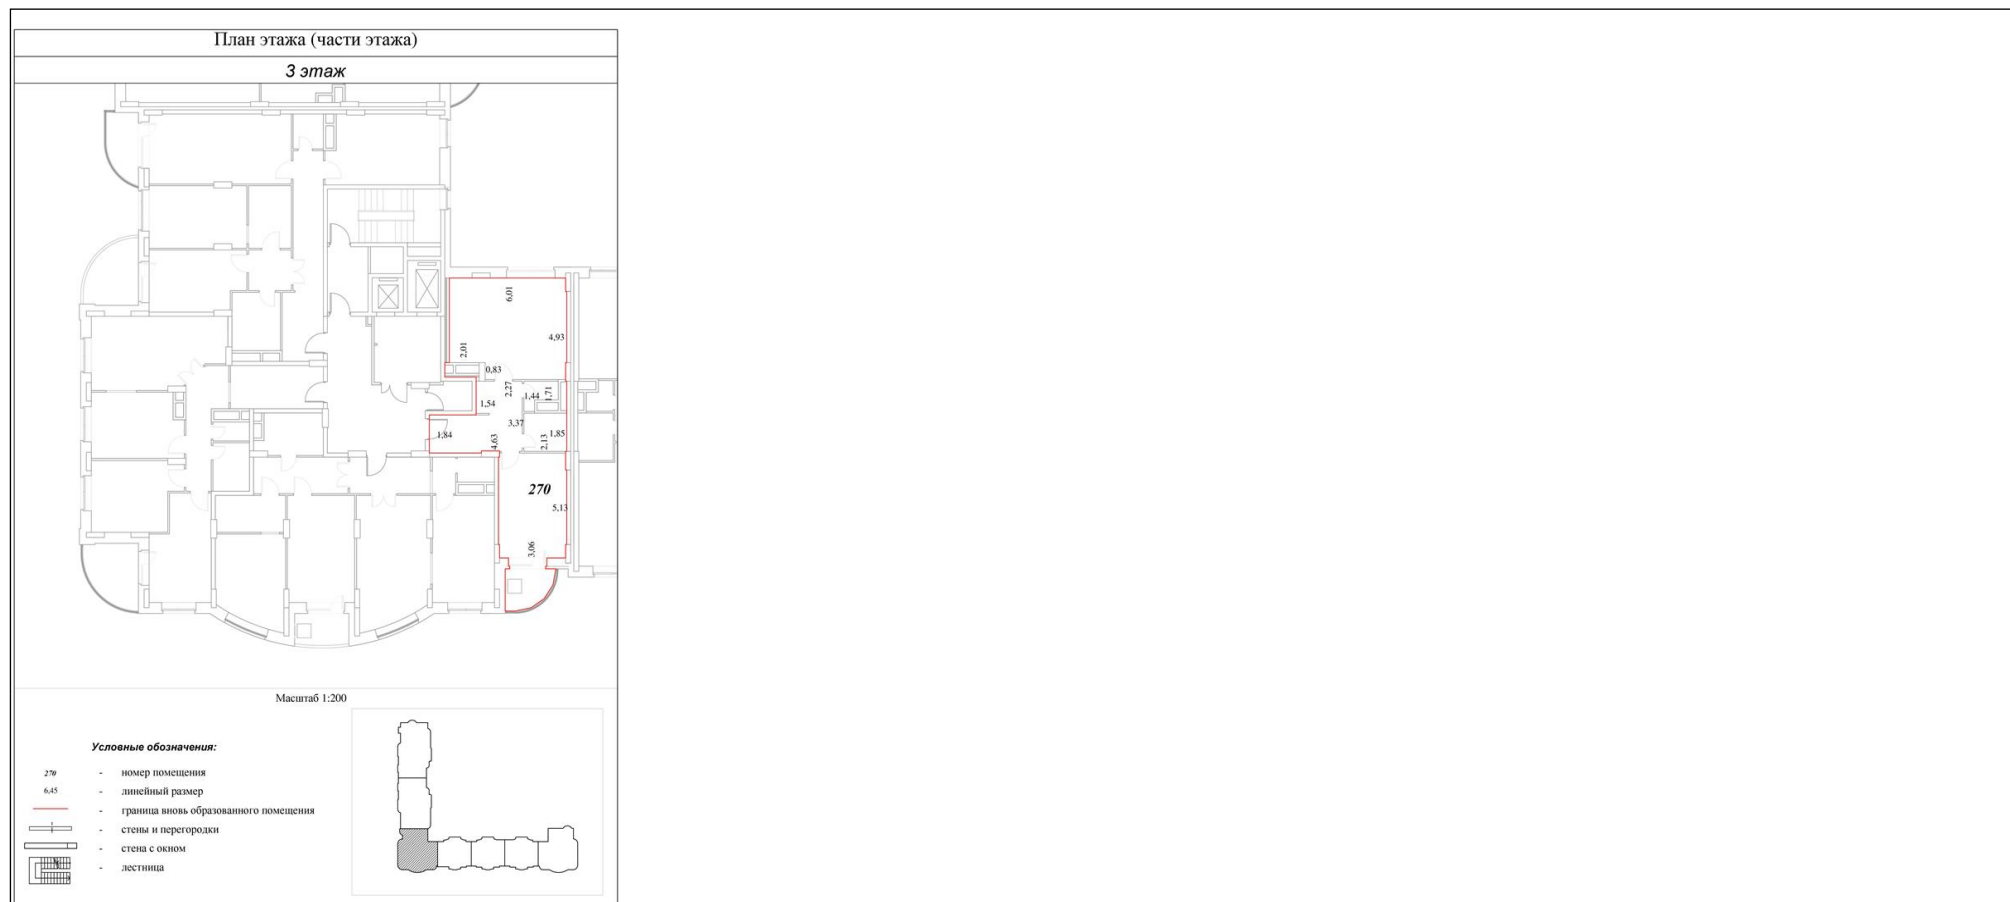 План этажа (части этажа)
3 этаж
6,01
4,93
2,01
0,83
2,27
1,44
1,71
1,54
3,37
1,84
4,63
2,13
1,85
270
5,13
3,06
Масштаб 1:200
Условные обозначения:
270 - номер помещения
6,45 - линейный размер
- граница вновь образованного помещения
- стены и перегородки
- стена с окном
- лестница